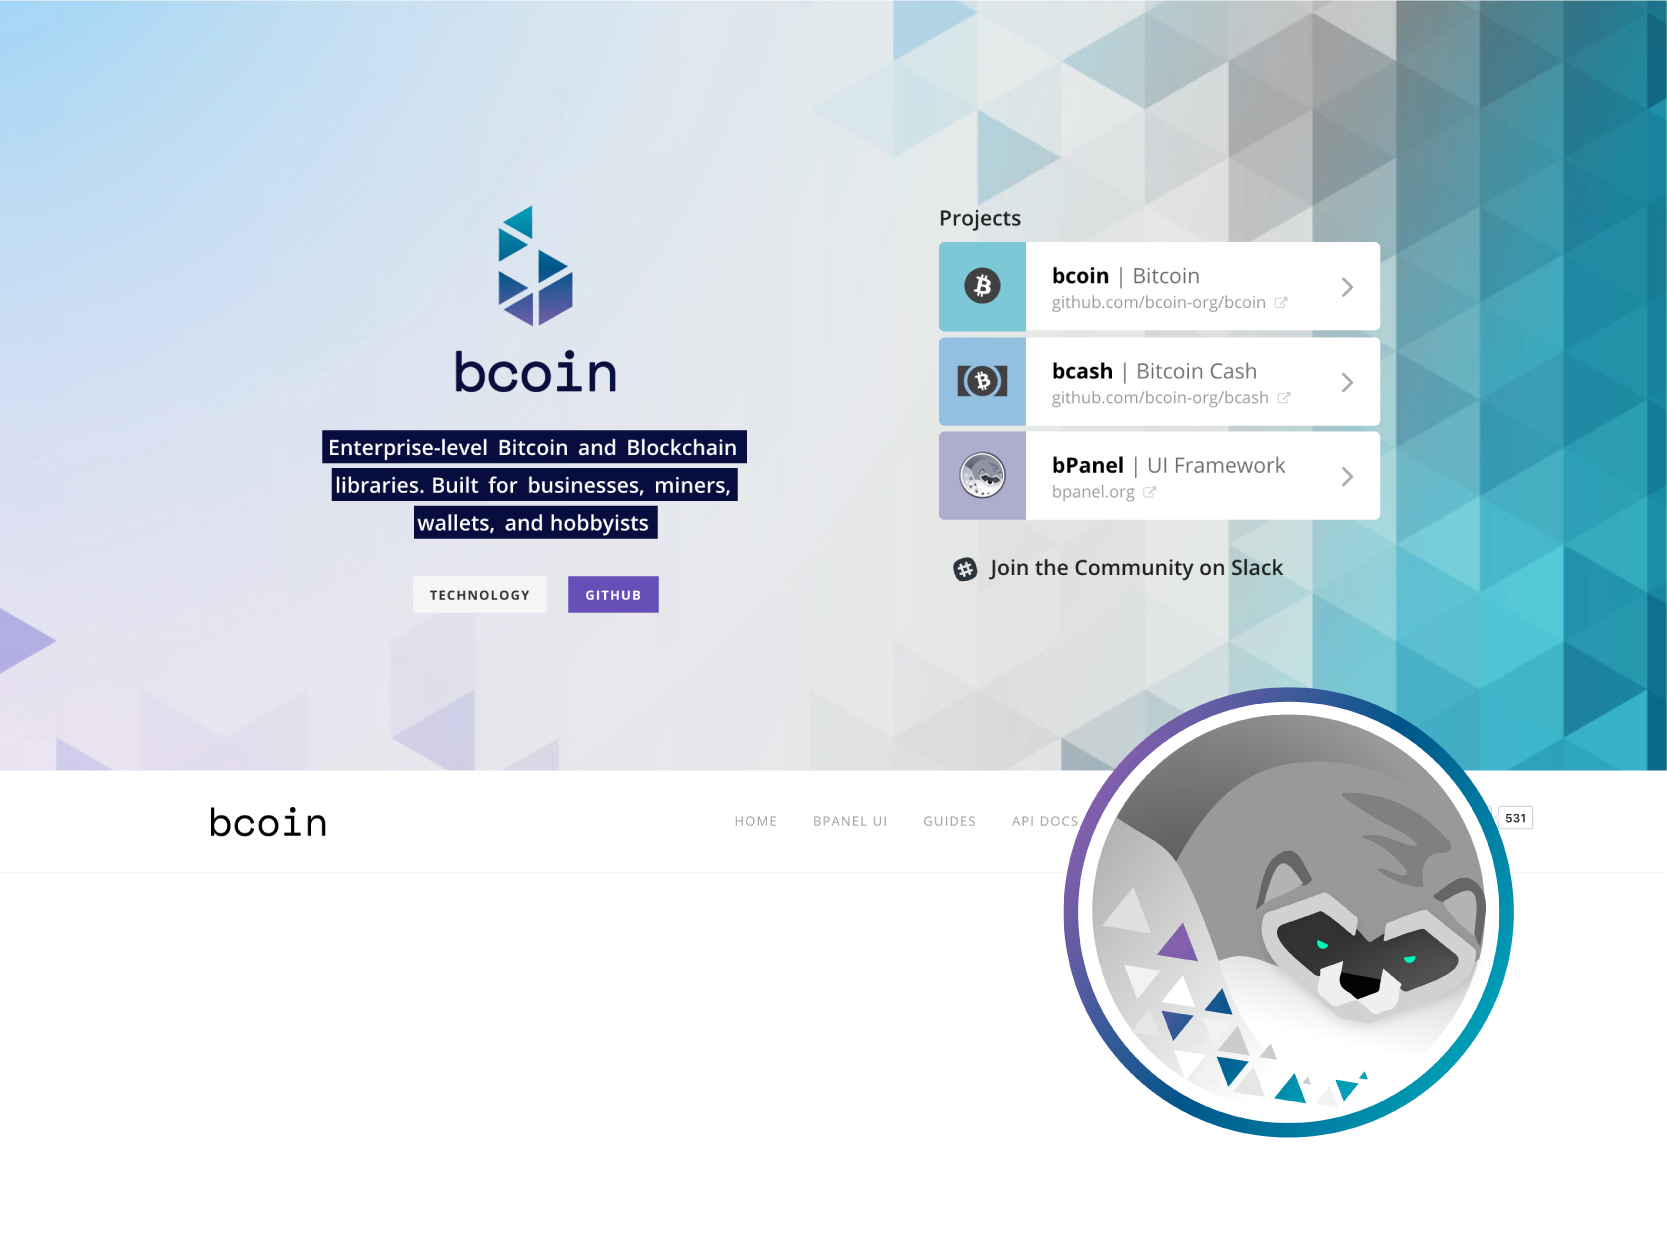 bcoin
Enterprise-level Bitcoin and Blockchain
libraries. Built for businesses, miners,
wallets, and hobbyists
TECHNOLOGY
GITHUB
Projects
bcoin | Bitcoin
github.com/bcoin-org/bcoin
bcash | Bitcoin Cash
github.com/bcoin-org/bcash
bPanel | UI Framework
bpanel.org
Join the Community on Slack
bcoin
HOME
BPANEL UI
GUIDES
API DOCS
531